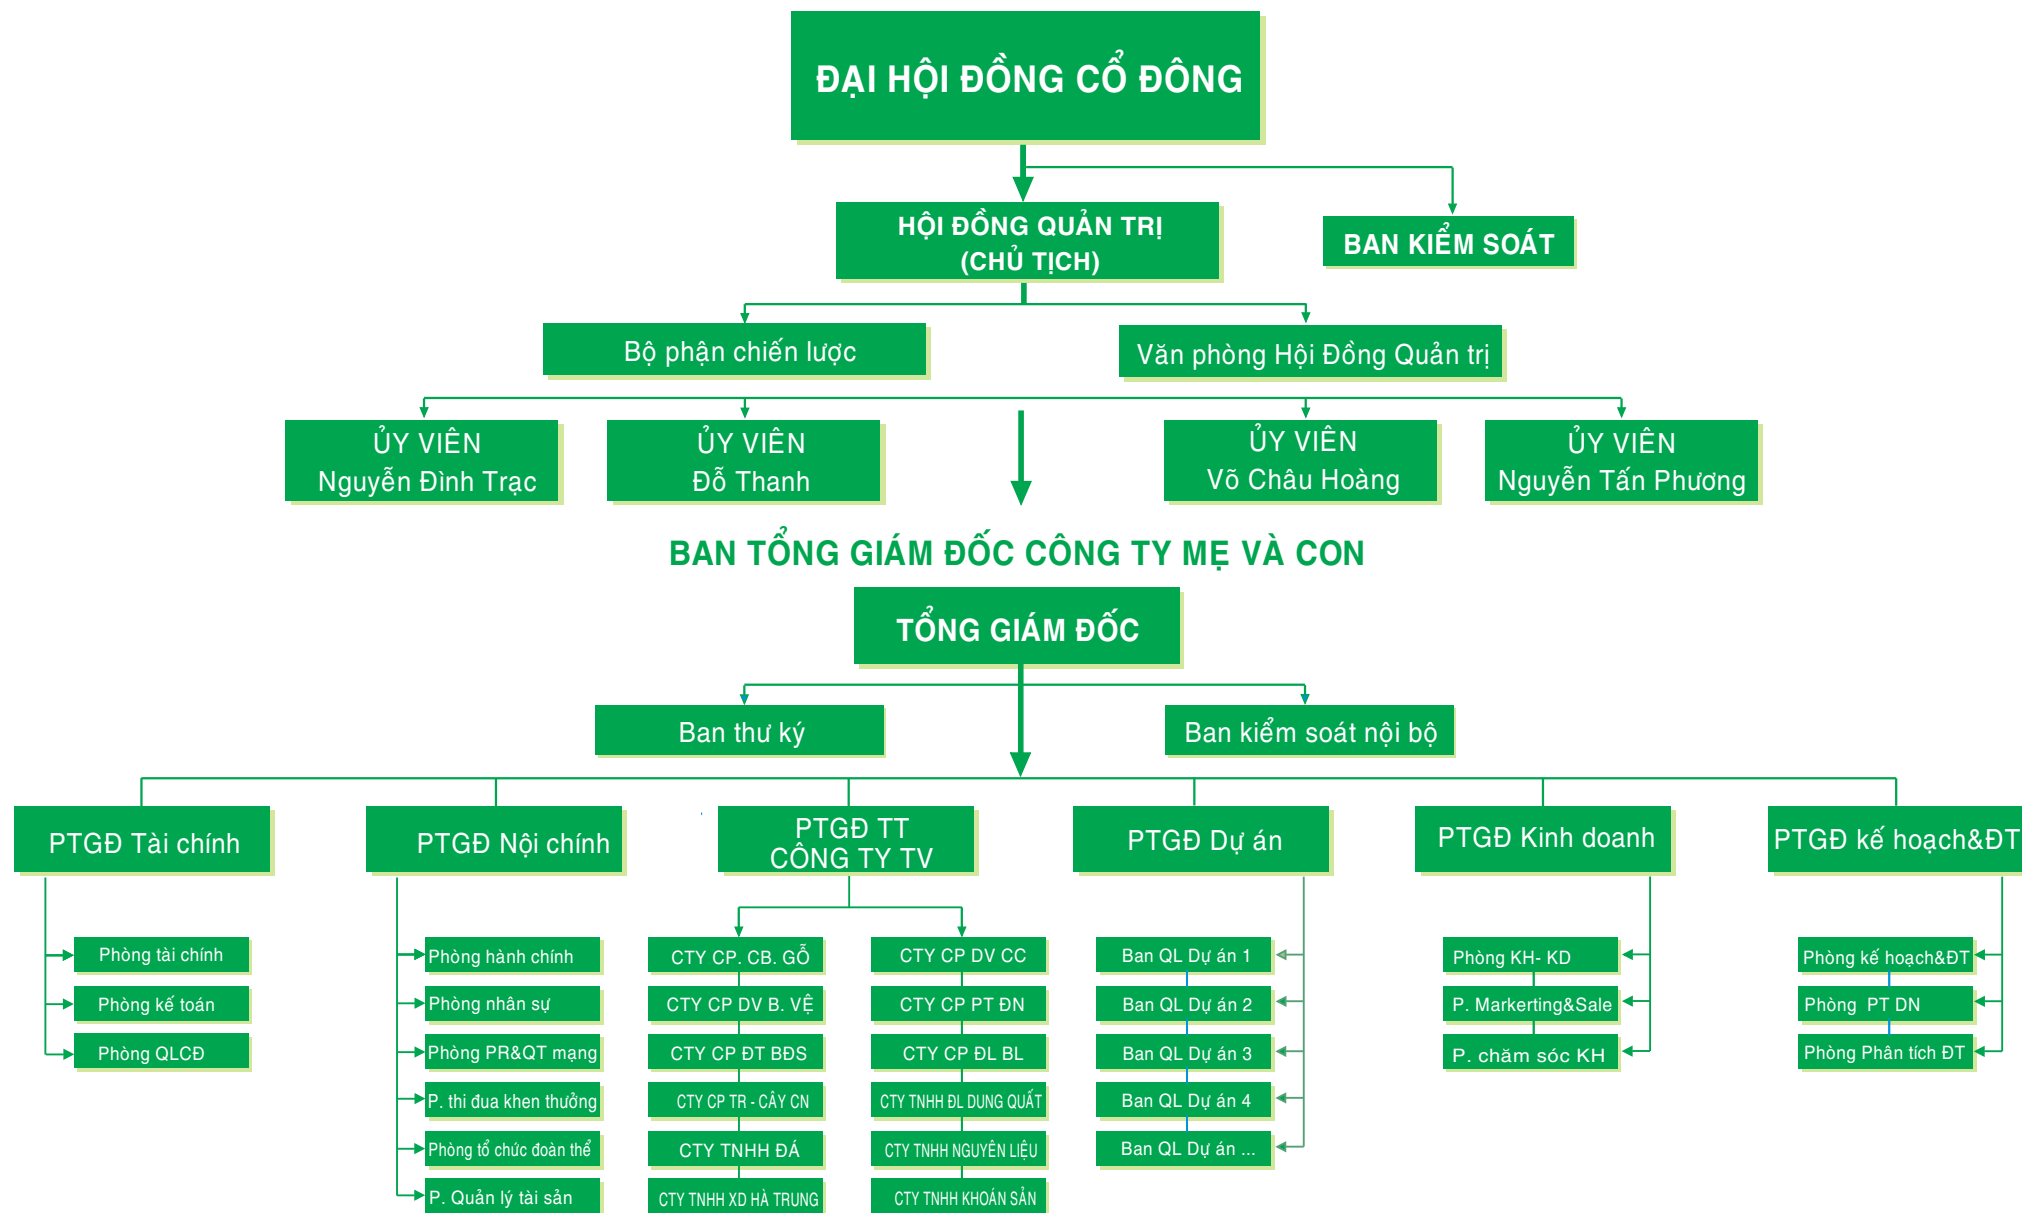 ĐẠI HỘI ĐỒNG CỔ ĐÔNG
HỘI ĐỒNG QUẢN TRỊ
(CHỦ TỊCH)
BAN KIỂM SOÁT
Bộ phận chiến lược
Văn phòng Hội Đồng Quản trị
ỦY VIÊN
Nguyễn Đình Trạc
ỦY VIÊN
Đỗ Thanh
ỦY VIÊN
Võ Châu Hoàng
ỦY VIÊN
Nguyễn Tấn Phương
BAN TỔNG GIÁM ĐỐC CÔNG TY MẸ VÀ CON
TỔNG GIÁM ĐỐC
Ban thư ký
Ban kiểm soát nội bộ
PTGĐ Tài chính
PTGĐ Nội chính
PTGĐ TT
CÔNG TY TV
PTGĐ Dự án
PTGĐ Kinh doanh
PTGĐ kế hoạch&ĐT
Phòng tài chính
Phòng kế toán
Phòng QLCĐ
Phòng hành chính
Phòng nhân sự
Phòng PR&QT mạng
P. thi đua khen thưởng
Phòng tổ chức đoàn thể
P. Quản lý tài sản
CTY CP. CB. GỖ
CTY CP DV B. VỆ
CTY CP ĐT BĐS
CTY CP TR - CÂY CN
CTY TNHH ĐÁ
CTY TNHH XD HÀ TRUNG
CTY CP DV CC
CTY CP PT ĐN
CTY CP ĐL BL
CTY TNHH ĐL DUNG QUẤT
CTY TNHH NGUYÊN LIỆU
CTY TNHH KHOÁN SẢN
Ban QL Dự án 1
Ban QL Dự án 2
Ban QL Dự án 3
Ban QL Dự án 4
Ban QL Dự án ...
Phòng KH- KD
P. Markerting&Sale
P. chăm sóc KH
Phòng kế hoạch&ĐT
Phòng PT DN
Phòng Phân tích ĐT